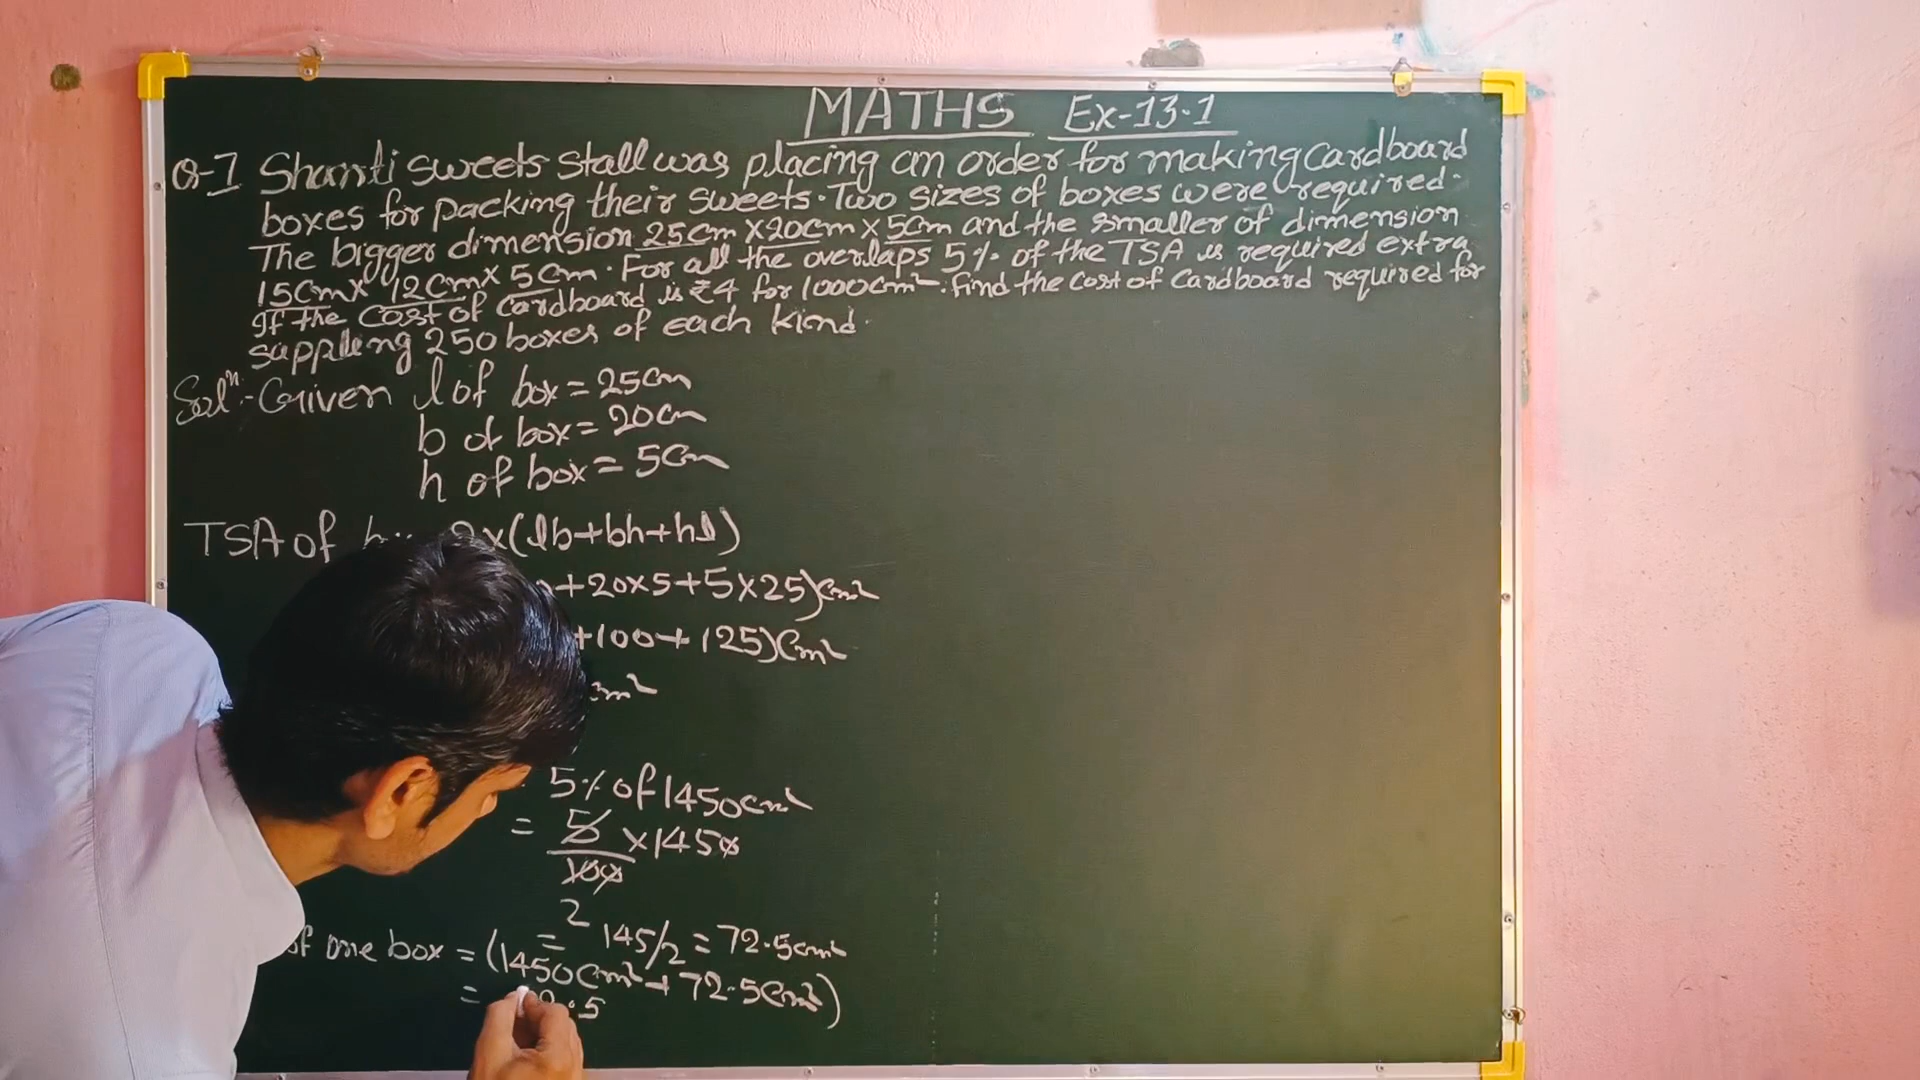 MATHS Ex-13.1
Q-1 Shanti sweets stall was placing an order for making cardboard
boxes for packing their sweets. Two sizes of boxes were required.
The bigger dimension 25cm x 20cm x 5cm and the smaller of dimension
15cm x 12cm x 5cm. For all the overlaps 5% of the TSA is required extra
If the cost of cardboard is ₹4 for 1000cm². find the cost of cardboard required for
250 boxes of each kind.
Solⁿ:- Given l of box = 25cm
b of box = 20cm
h of box = 5cm
TSA of x(lb+bh+hl)
+20x5+5x25)cm²
+100+125)cm²
cm²
5% of 1450cm²
= 5/100 x 1450
2
= 145/2 = 72.5cm²
of one box = (1450cm² + 72.5cm²)
= .5